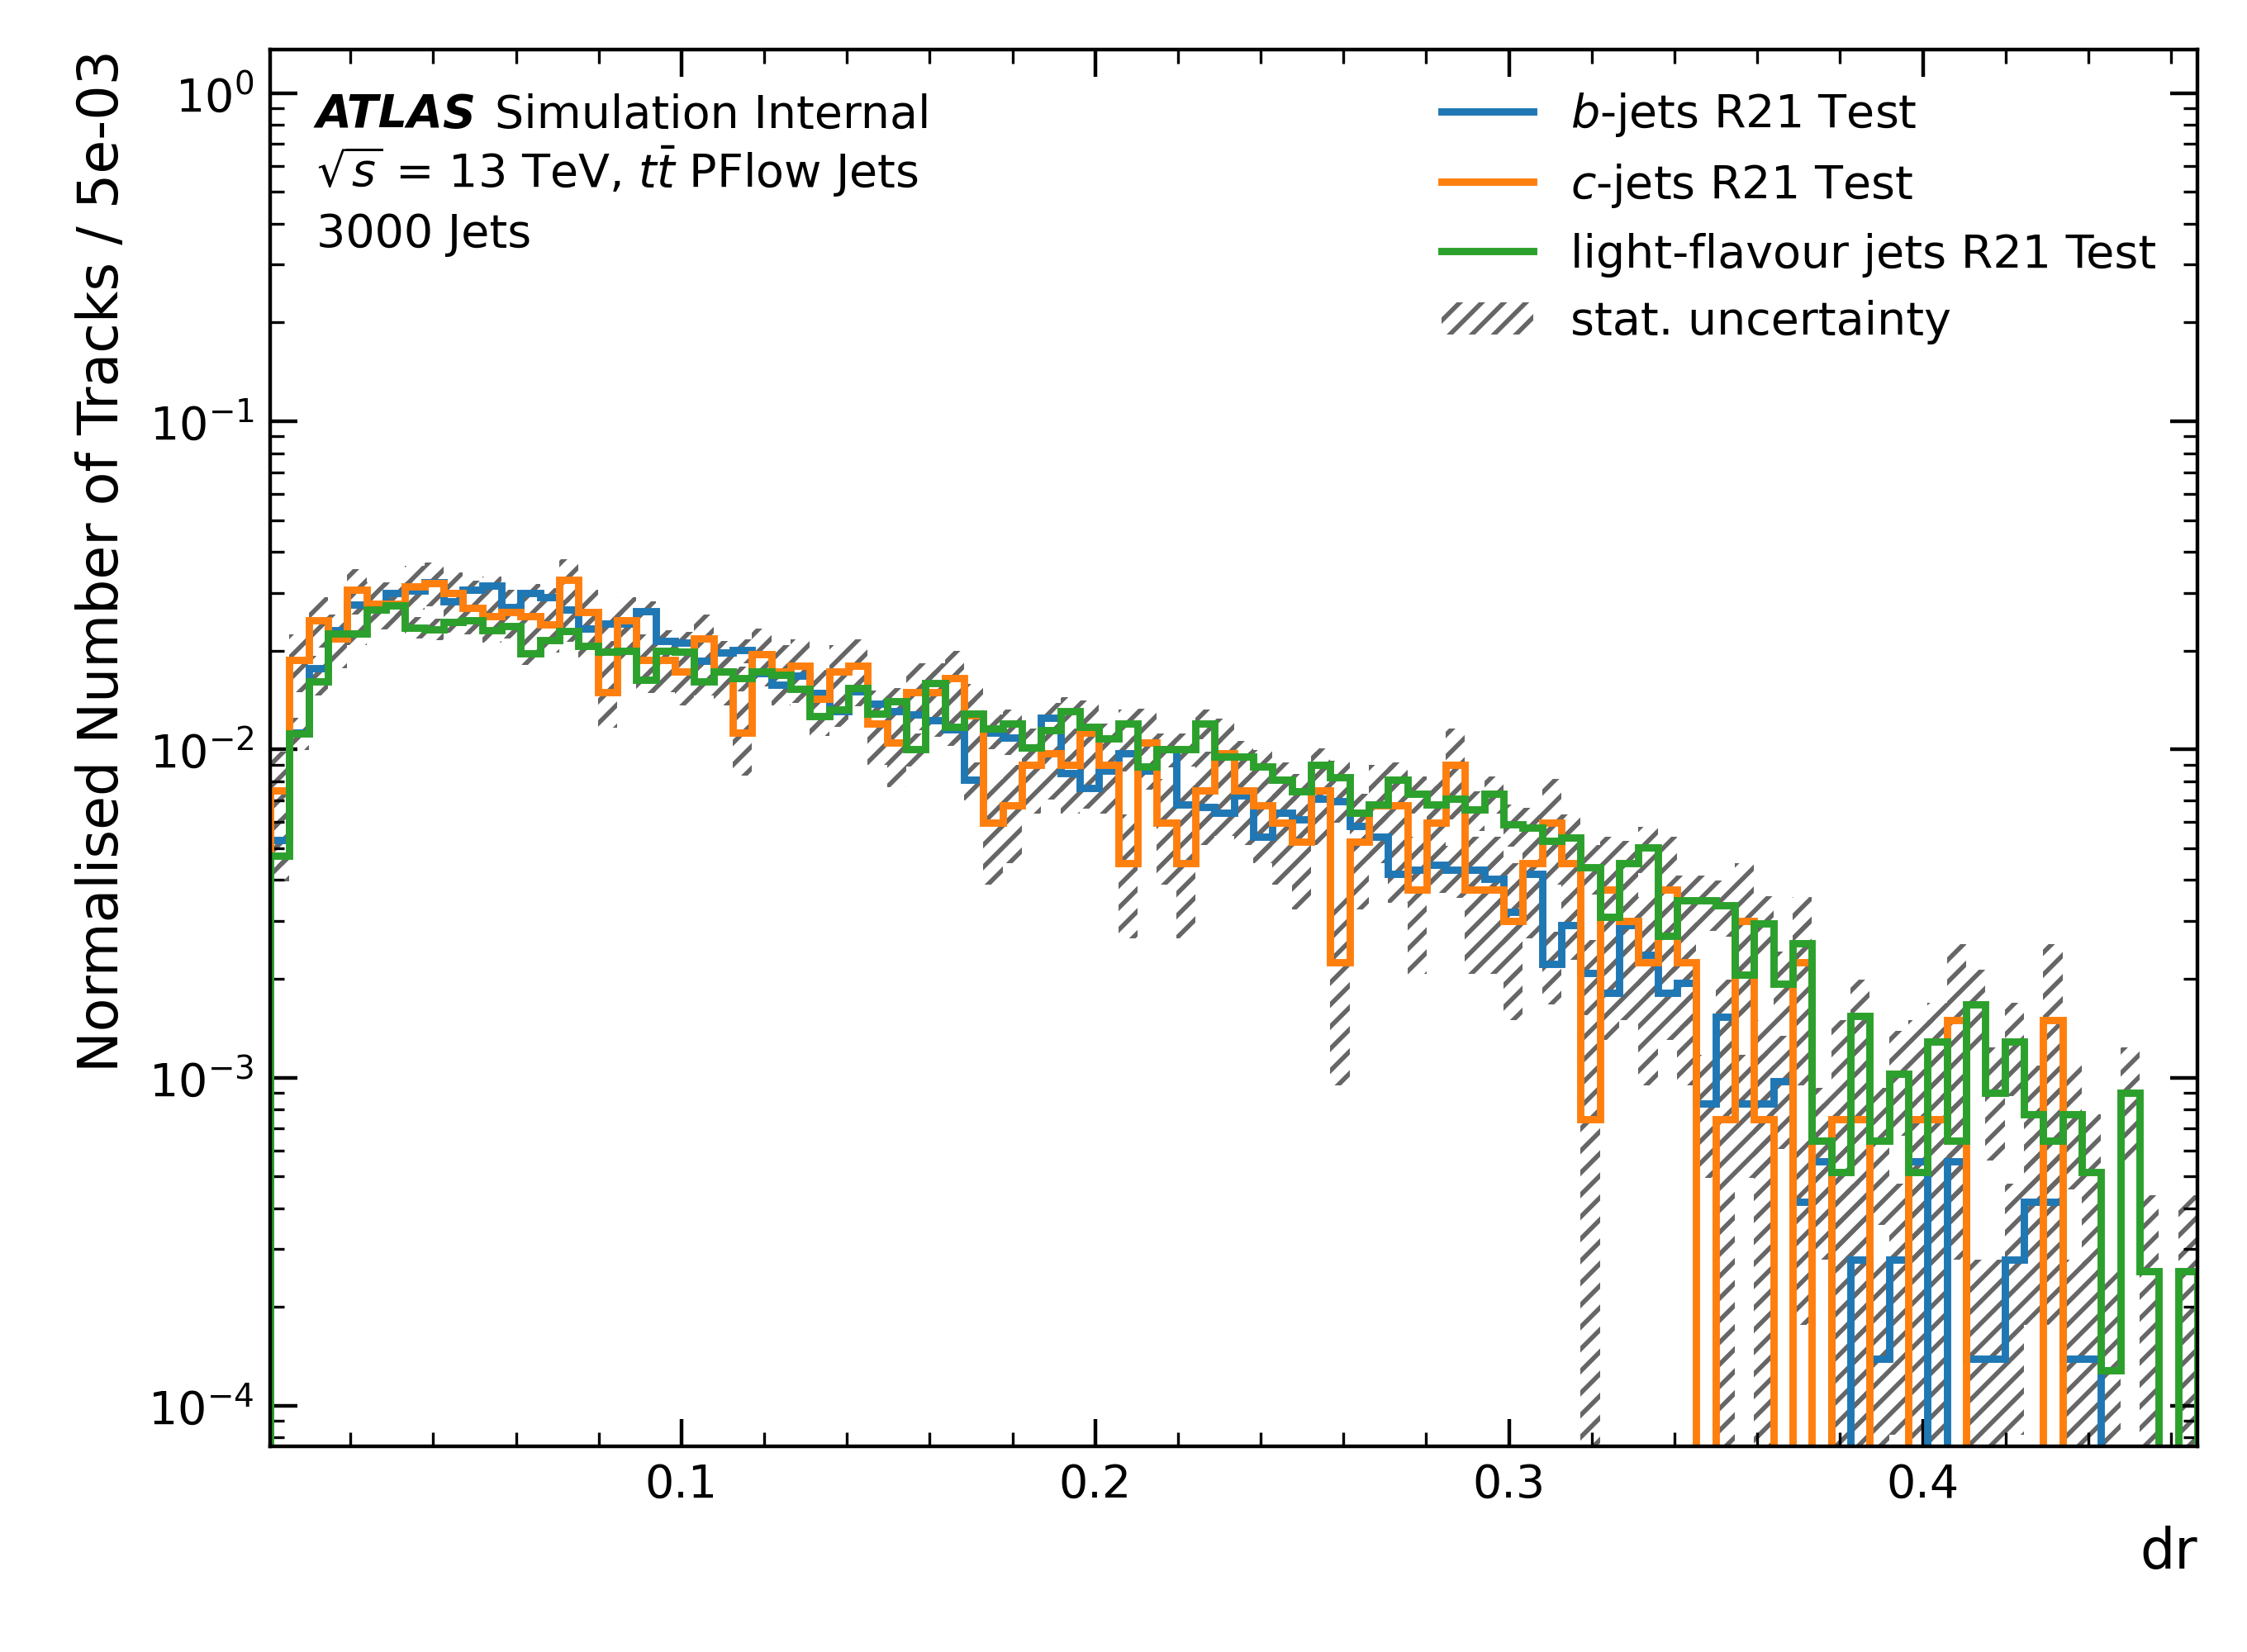 Normalised Number of Tracks / 5e-03
10⁰
10⁻¹
10⁻²
10⁻³
10⁻⁴
ATLAS Simulation Internal
√s = 13 TeV, tt̄ PFlow Jets
3000 Jets
b-jets R21 Test
c-jets R21 Test
light-flavour jets R21 Test
stat. uncertainty
0.1 0.2 0.3 0.4
dr